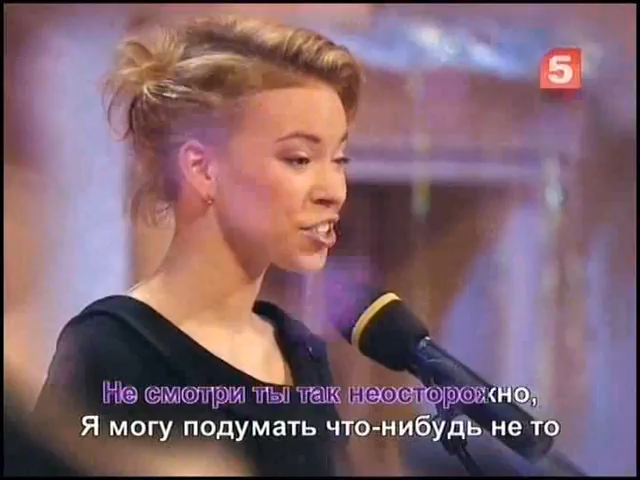 5
Не смотри ты так неосторожно,
Я могу подумать что-нибудь не то